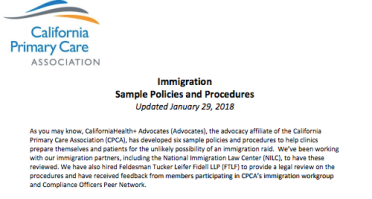 California
Primary Care
ASSOCIATION
Immigration
Sample Policies and Procedures
Updated January 29, 2018
As you may know, CaliforniaHealth+ Advocates (Advocates), the advocacy affiliate of the California
Primary Care Association (CPCA), has developed six sample policies and procedures to help clinics
prepare themselves and patients for the unlikely possibility of an immigration raid. We've been working
with our immigration partners, including the National Immigration Law Center (NILC), to have these
reviewed. We have also hired Feldesman Tucker Leifer Fidell LLP (FTLF) to provide a legal review on the
procedures and have received feedback from members participating in CPCA's immigration workgroup
and Compliance Officers Peer Network.